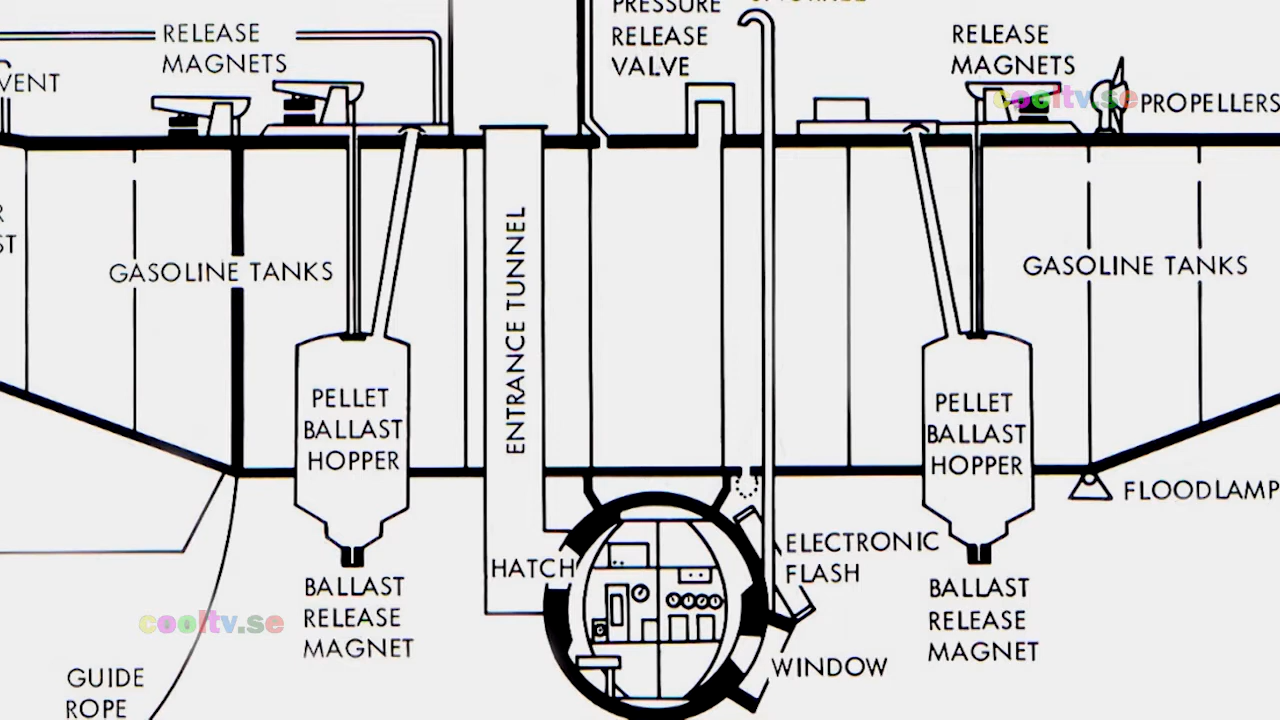 PRESSURE
RELEASE
VALVE
RELEASE
MAGNETS
RELEASE
MAGNETS
VENT
cooltv.se
PROPELLERS
GASOLINE TANKS
ENTRANCE TUNNEL
GASOLINE TANKS
PELLET
BALLAST
HOPPER
PELLET
BALLAST
HOPPER
FLOODLAMP
HATCH
ELECTRONIC
FLASH
BALLAST
RELEASE
MAGNET
BALLAST
RELEASE
MAGNET
cooltv.se
WINDOW
GUIDE
ROPE